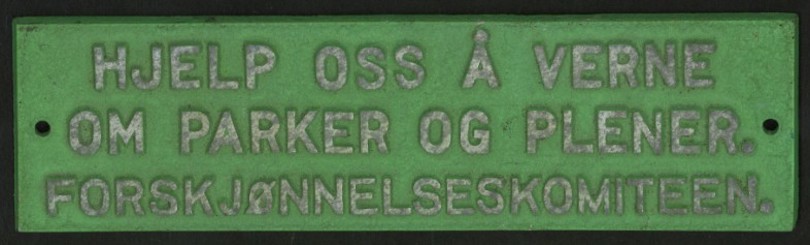 HJELP OSS Å VERNE
OM PARKER OG PLENER.
FORSKJØNNELSESKOMITEEN.